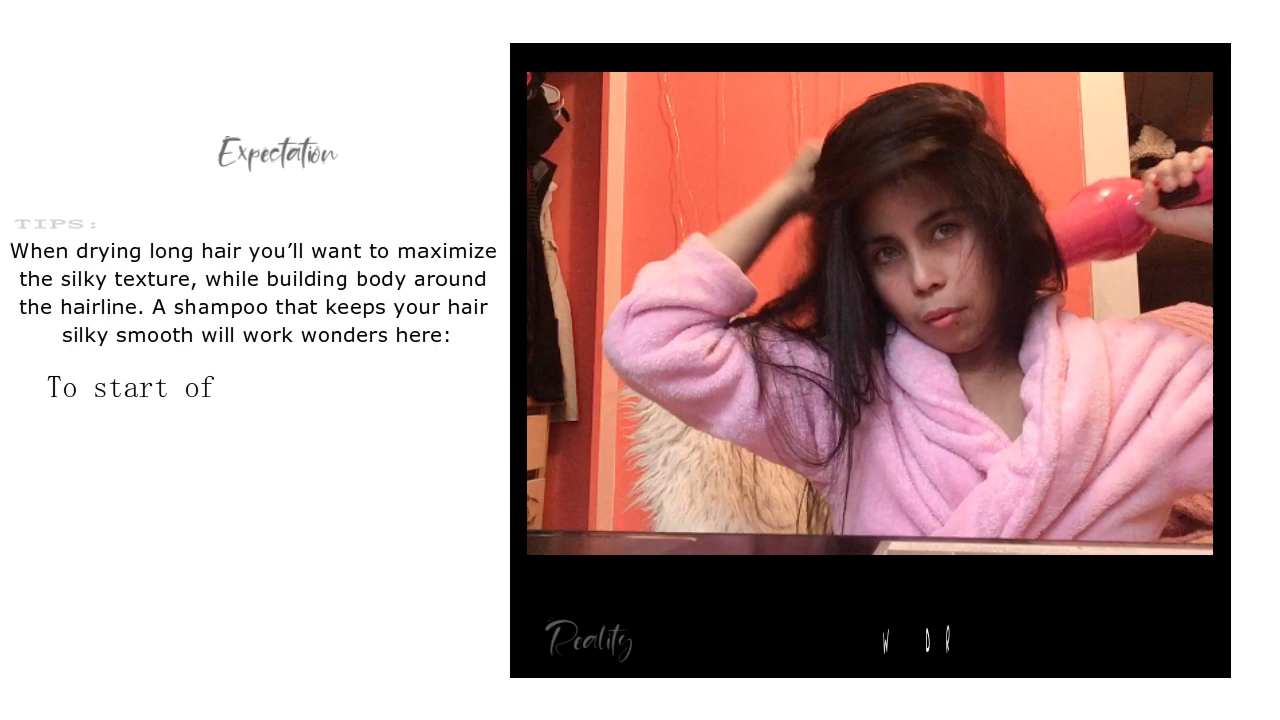 Expectation
TIPS:
When drying long hair you’ll want to maximize
the silky texture, while building body around
the hairline. A shampoo that keeps your hair
silky smooth will work wonders here:
To start of
Reality
W D R